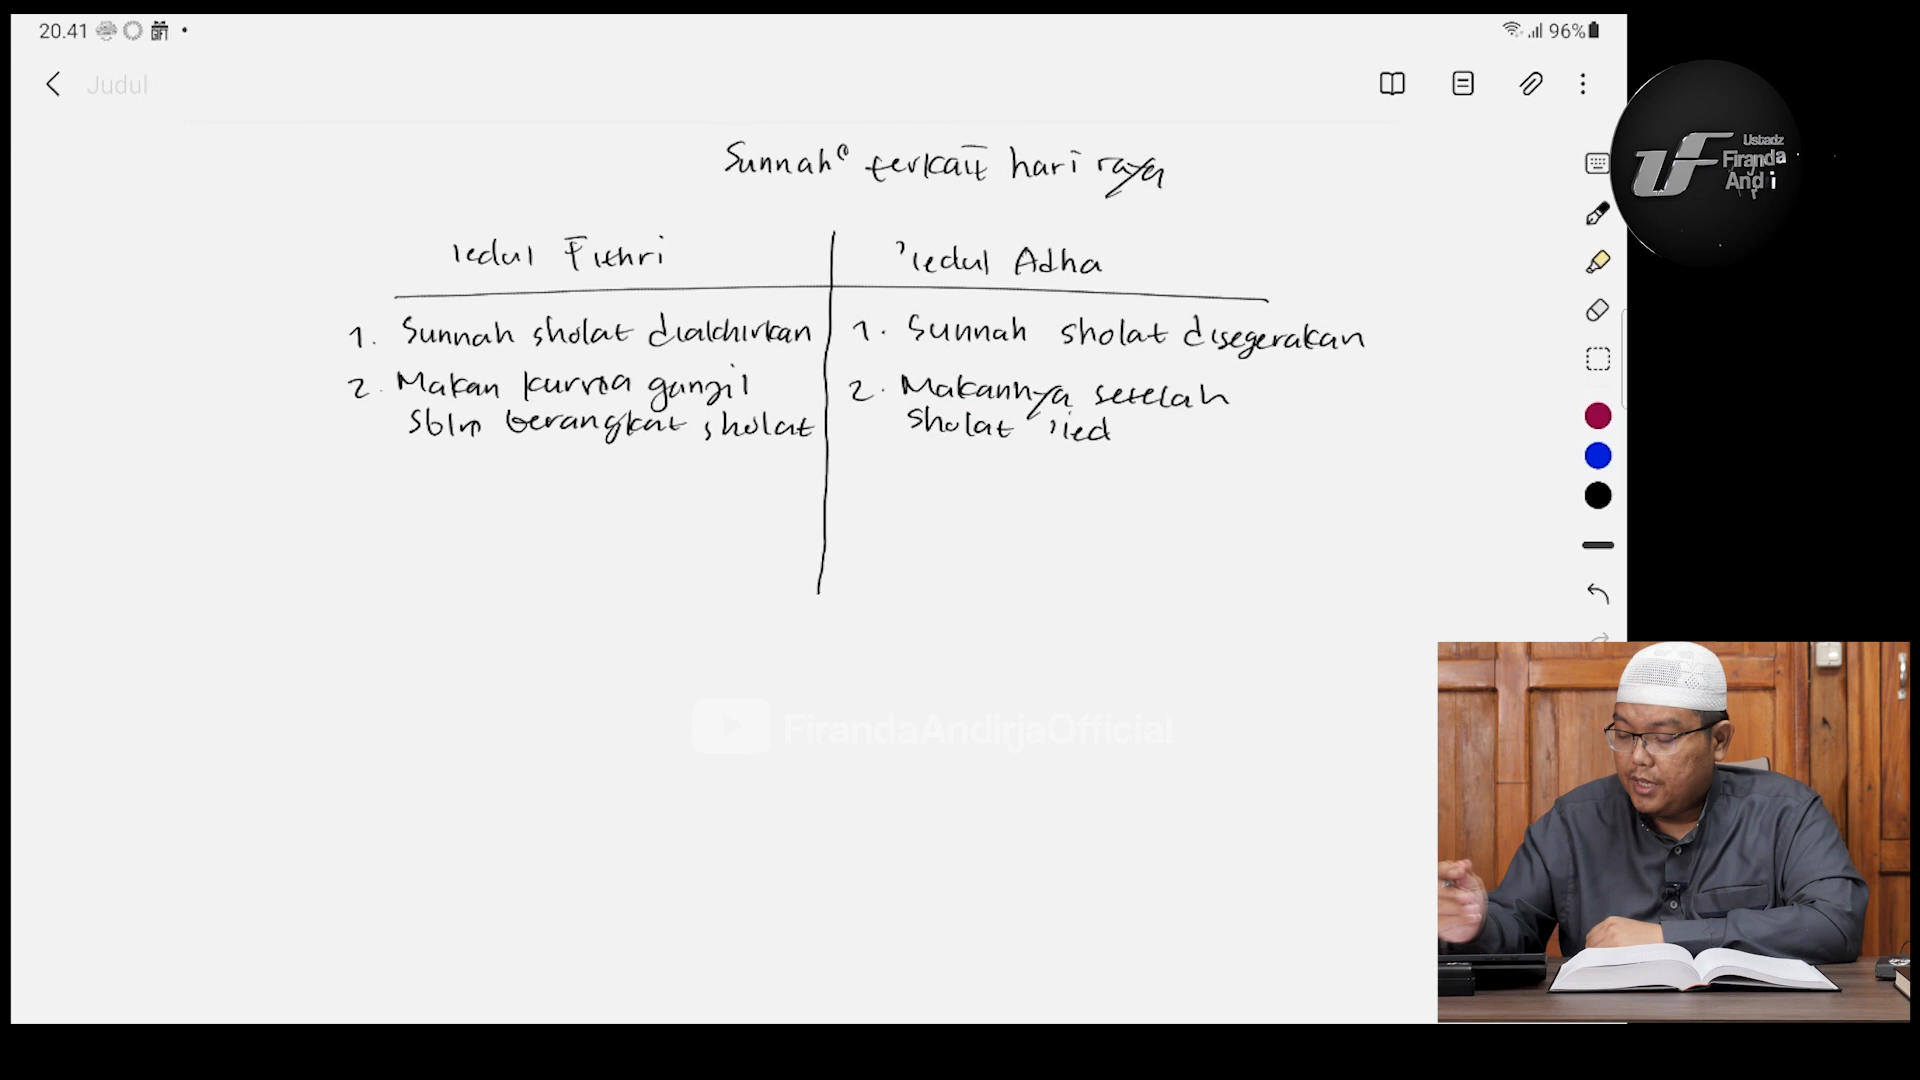 20.41
96%
Judul
Sunnah² terkait hari raya
Iedul Fithri
'Iedul Adha
1. Sunnah sholat diakhirkan
2. Makan kurma ganjil
sblm berangkat sholat
1. Sunnah sholat disegerakan
2. Makannya setelah
sholat 'ied
Ustadz
Firanda
Andi
FirandaAndirjaOfficial